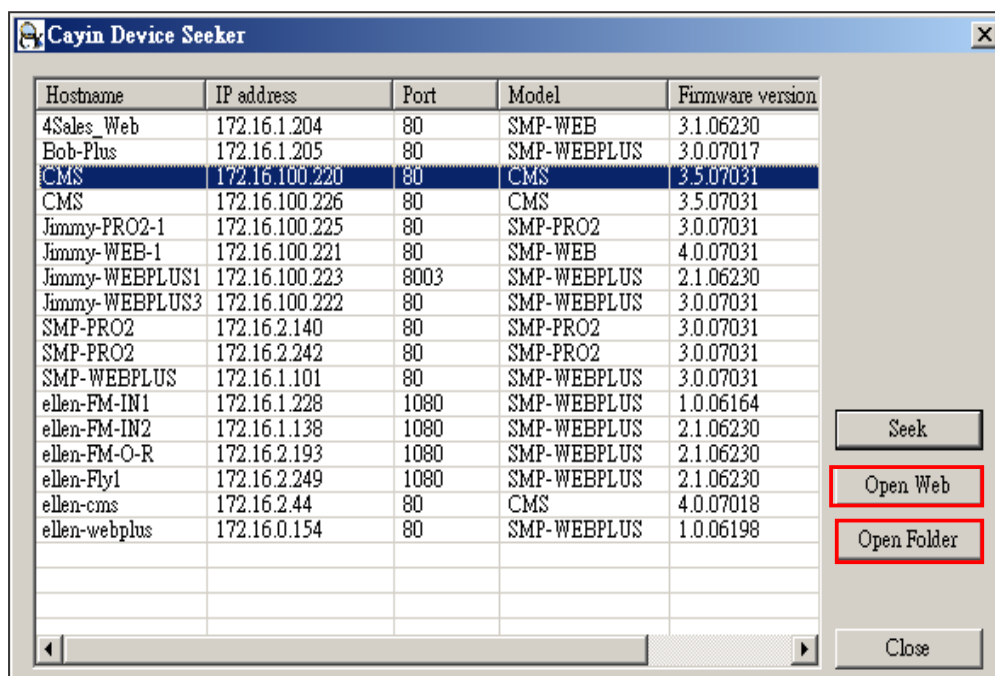 Cayin Device Seeker
Hostname IP address Port Model Firmware version
4Sales_Web 172.16.1.204 80 SMP-WEB 3.1.06230
Bob-Plus 172.16.1.205 80 SMP-WEBPLUS 3.0.07017
CMS 172.16.100.220 80 CMS 3.5.07031
CMS 172.16.100.226 80 CMS 3.5.07031
Jimmy-PRO2-1 172.16.100.225 80 SMP-PRO2 3.0.07031
Jimmy-WEB-1 172.16.100.221 80 SMP-WEB 4.0.07031
Jimmy-WEBPLUS1 172.16.100.223 8003 SMP-WEBPLUS 2.1.06230
Jimmy-WEBPLUS3 172.16.100.222 80 SMP-WEBPLUS 3.0.07031
SMP-PRO2 172.16.2.140 80 SMP-PRO2 3.0.07031
SMP-PRO2 172.16.2.242 80 SMP-PRO2 3.0.07031
SMP-WEBPLUS 172.16.1.101 80 SMP-WEBPLUS 3.0.07031
ellen-FM-IN1 172.16.1.228 1080 SMP-WEBPLUS 1.0.06164
ellen-FM-IN2 172.16.1.138 1080 SMP-WEBPLUS 2.1.06230
ellen-FM-O-R 172.16.2.193 1080 SMP-WEBPLUS 2.1.06230
ellen-Fly1 172.16.2.249 1080 SMP-WEBPLUS 2.1.06230
ellen-cms 172.16.2.44 80 CMS 4.0.07018
ellen-webplus 172.16.0.154 80 SMP-WEBPLUS 1.0.06198
Seek
Open Web
Open Folder
Close